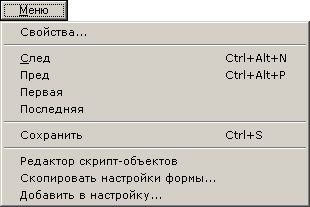 Меню
Свойства...
След Ctrl+Alt+N
Пред Ctrl+Alt+P
Первая
Последняя
Сохранить Ctrl+S
Редактор скрипт-объектов
Скопировать настройки формы...
Добавить в настройку...